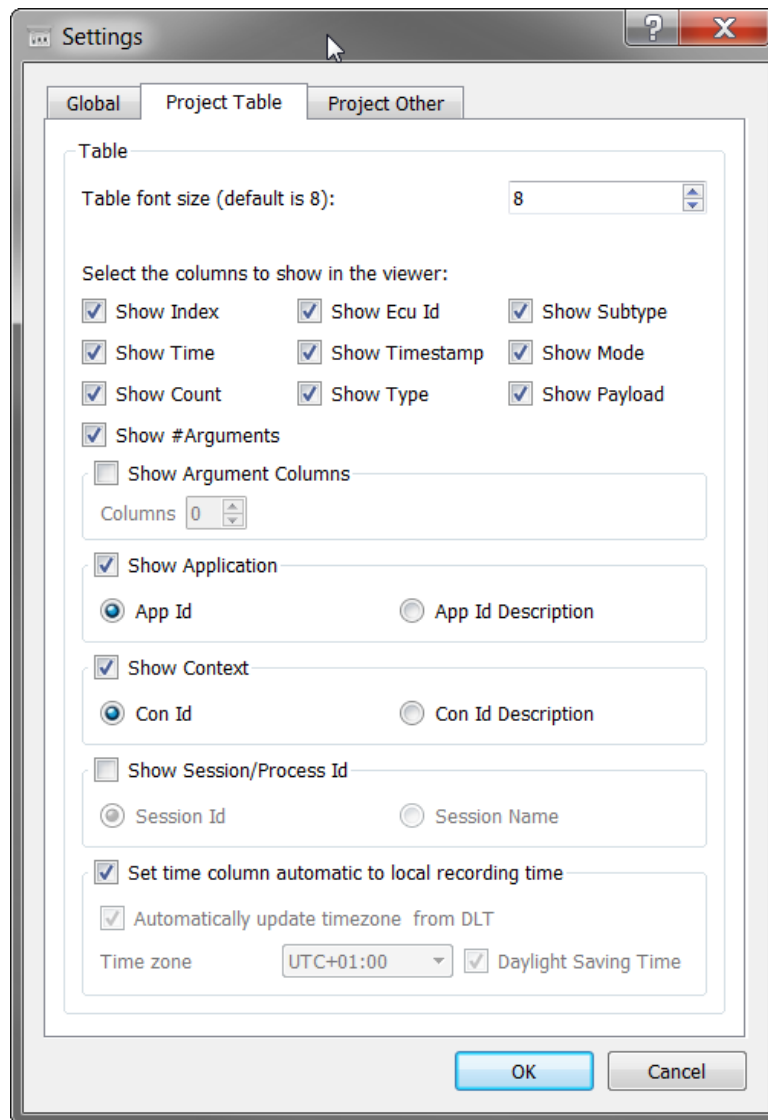 Settings
Global Project Table Project Other
Table
Table font size (default is 8): 8
Select the columns to show in the viewer:
Show Index Show Ecu Id Show Subtype
Show Time Show Timestamp Show Mode
Show Count Show Type Show Payload
Show #Arguments
Show Argument Columns
Columns 0
Show Application
App Id App Id Description
Show Context
Con Id Con Id Description
Show Session/Process Id
Session Id Session Name
Set time column automatic to local recording time
Automatically update timezone from DLT
Time zone UTC+01:00 Daylight Saving Time
OK Cancel